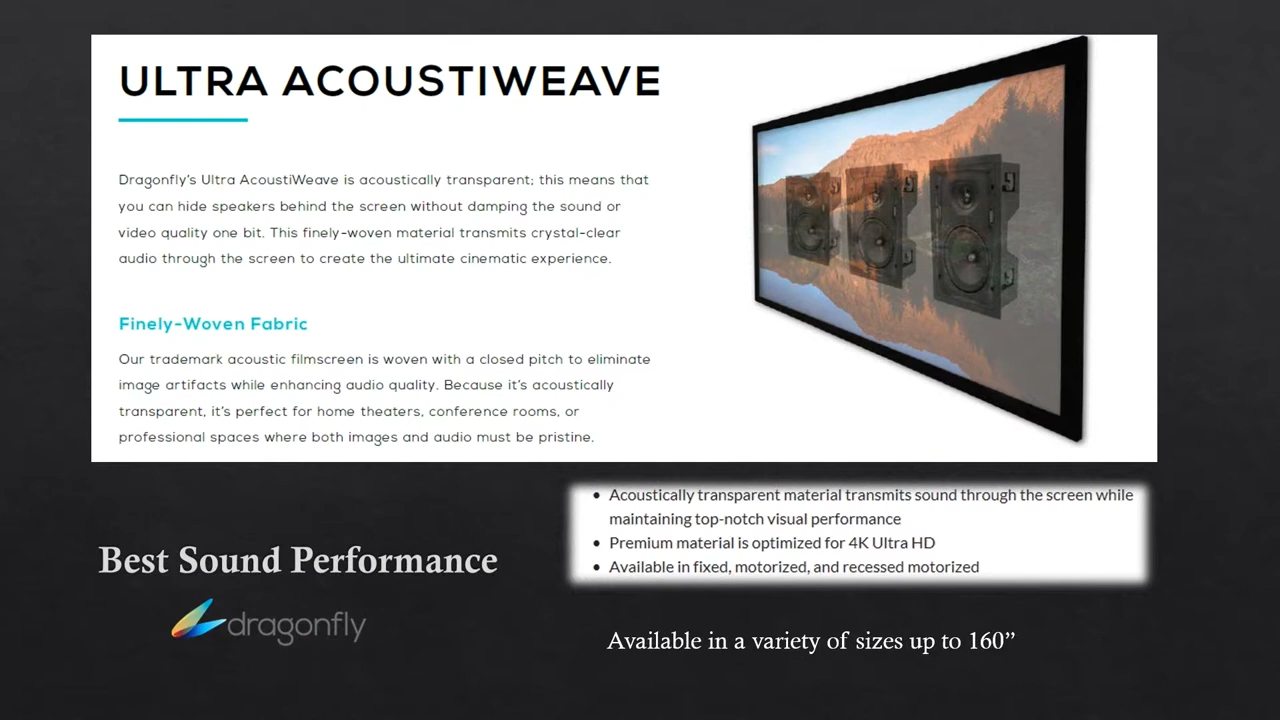 ULTRA ACOUSTIWEAVE
Dragonfly's Ultra AcoustiWeave is acoustically transparent; this means that
you can hide speakers behind the screen without damping the sound or
video quality one bit. This finely-woven material transmits crystal-clear
audio through the screen to create the ultimate cinematic experience.
Finely-Woven Fabric
Our trademark acoustic filmscreen is woven with a closed pitch to eliminate
image artifacts while enhancing audio quality. Because it's acoustically
transparent, it's perfect for home theaters, conference rooms, or
professional spaces where both images and audio must be pristine.
• Acoustically transparent material transmits sound through the screen while
maintaining top-notch visual performance
• Premium material is optimized for 4K Ultra HD
• Available in fixed, motorized, and recessed motorized
Best Sound Performance
dragonfly
Available in a variety of sizes up to 160”